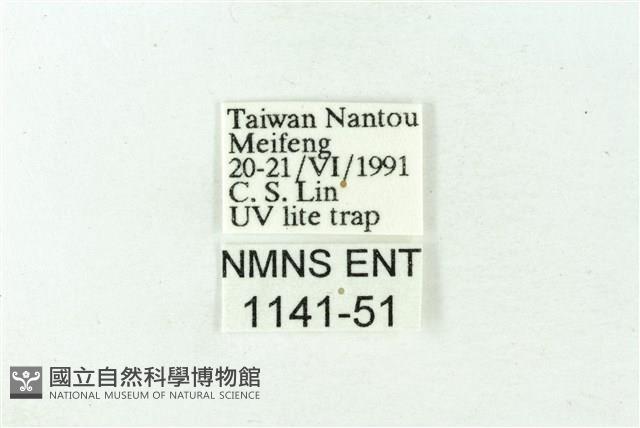 Taiwan Nantou
Meifeng
20-21/VI/1991
C. S. Lin
UV lite trap
NMNS ENT
1141-51
國立自然科學博物館
NATIONAL MUSEUM OF NATURAL SCIENCE